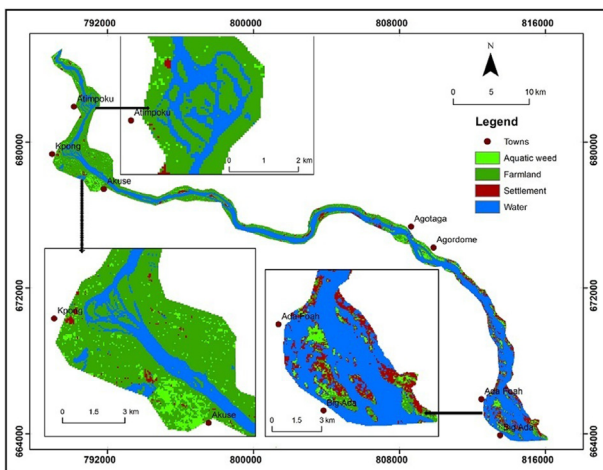 792000 800000 808000 816000
N
0 5 10 km
Legend
Towns
Aquatic weed
Farmland
Settlement
Water
Atimpoku
Atimpoku
0 1 2 km
680000
680000
Kpong
Akuse
Agotaga
Agordome
672000
672000
Kpong
Akuse
0 1.5 3 km
Ada Foah
Big Ada
0 1.5 3 km
Ada Foah
Big Ada
664000
664000
792000 800000 808000 816000